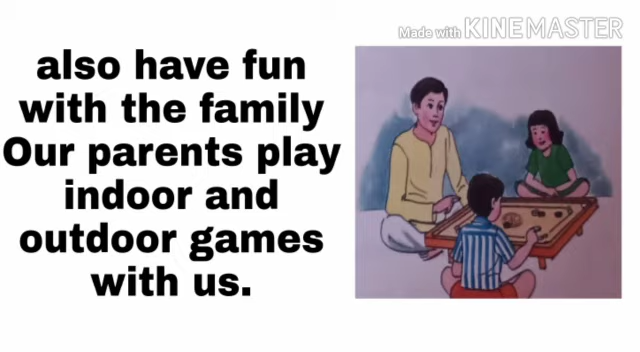 Made with KINEMASTER
also have fun
with the family
Our parents play
indoor and
outdoor games
with us.